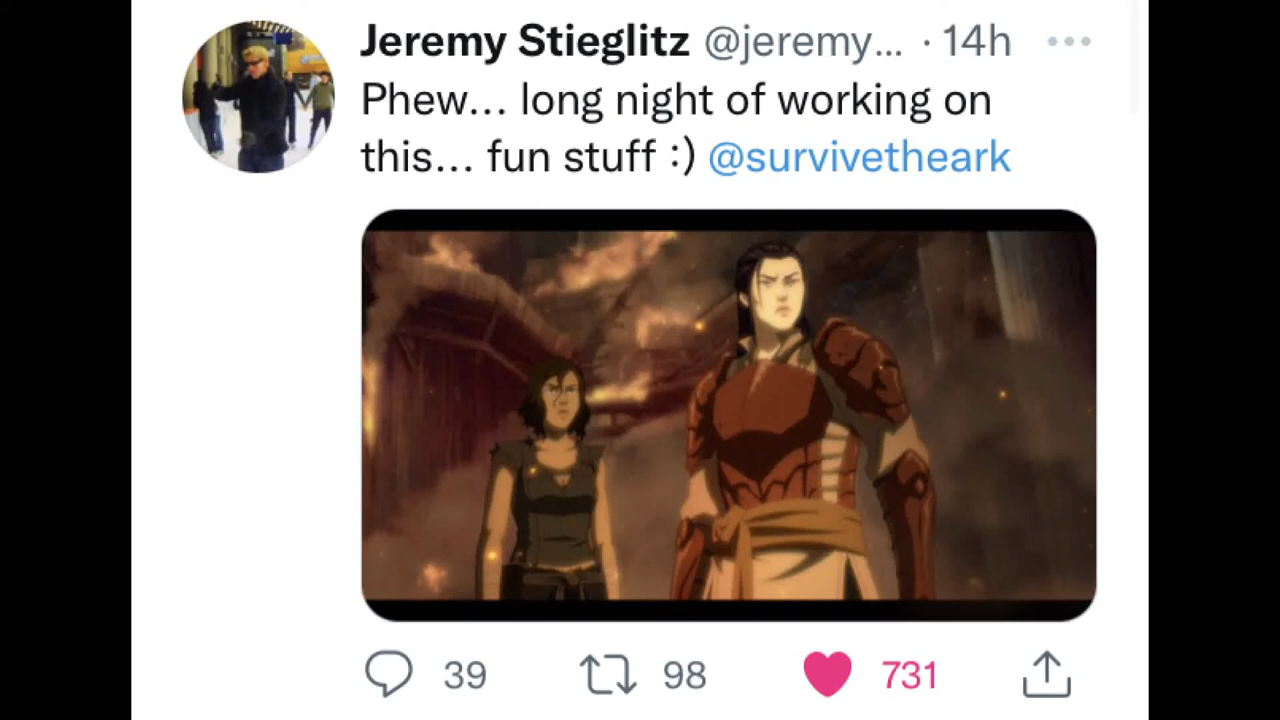 Jeremy Stieglitz @jeremy... · 14h
Phew... long night of working on
this... fun stuff :) @survivetheark
39 98 731